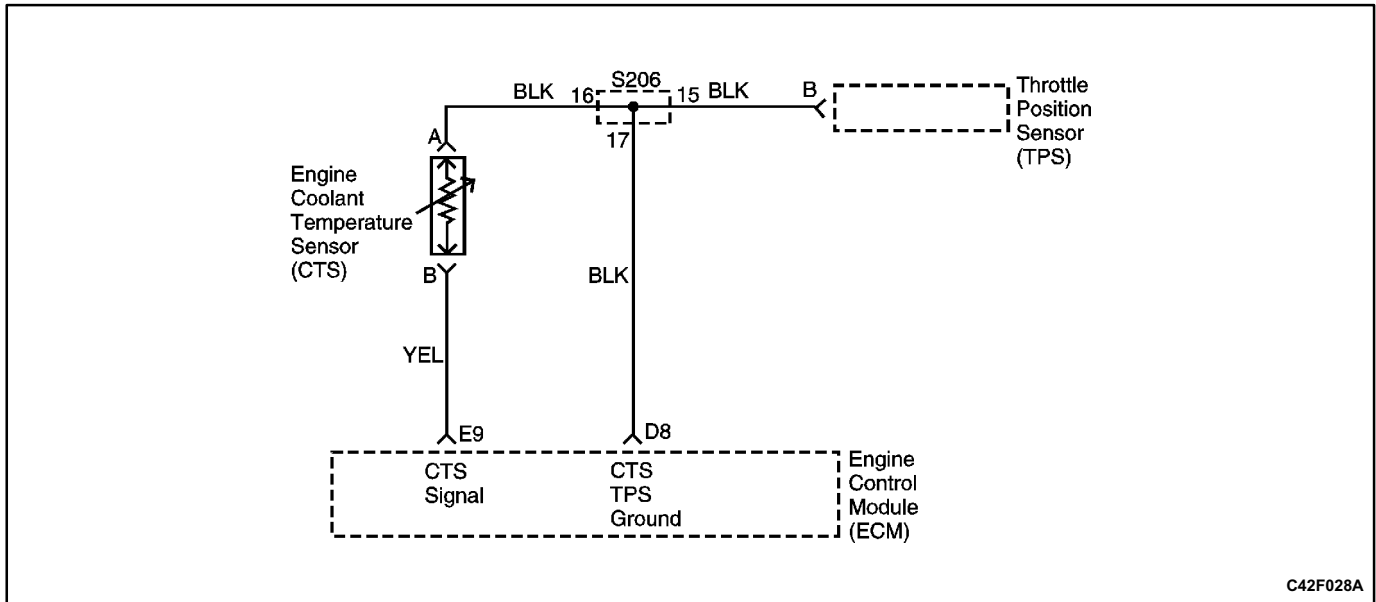 S206
BLK
16
15
BLK
B
Throttle
Position
Sensor
(TPS)
17
A
Engine
Coolant
Temperature
Sensor
(CTS)
B
BLK
YEL
E9
D8
CTS
Signal
CTS
TPS
Ground
Engine
Control
Module
(ECM)
C42F028A